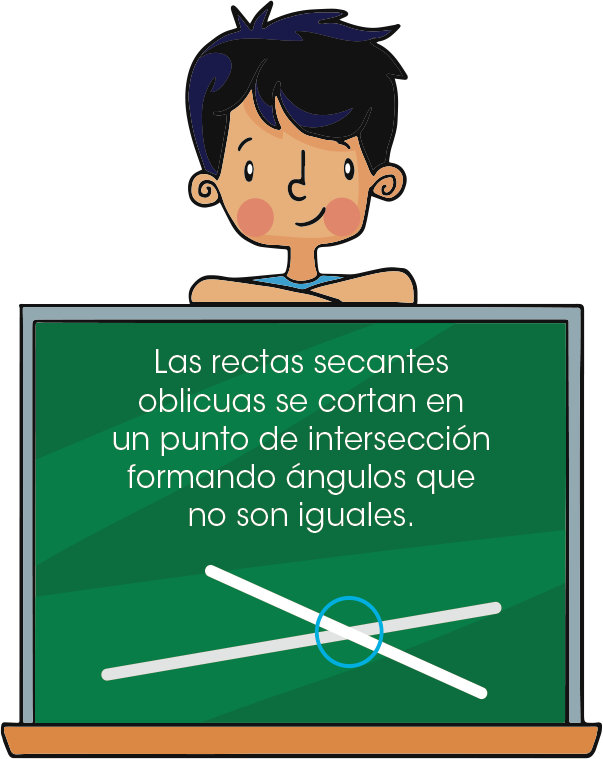 Las rectas secantes
oblicuas se cortan en
un punto de intersección
formando ángulos que
no son iguales.